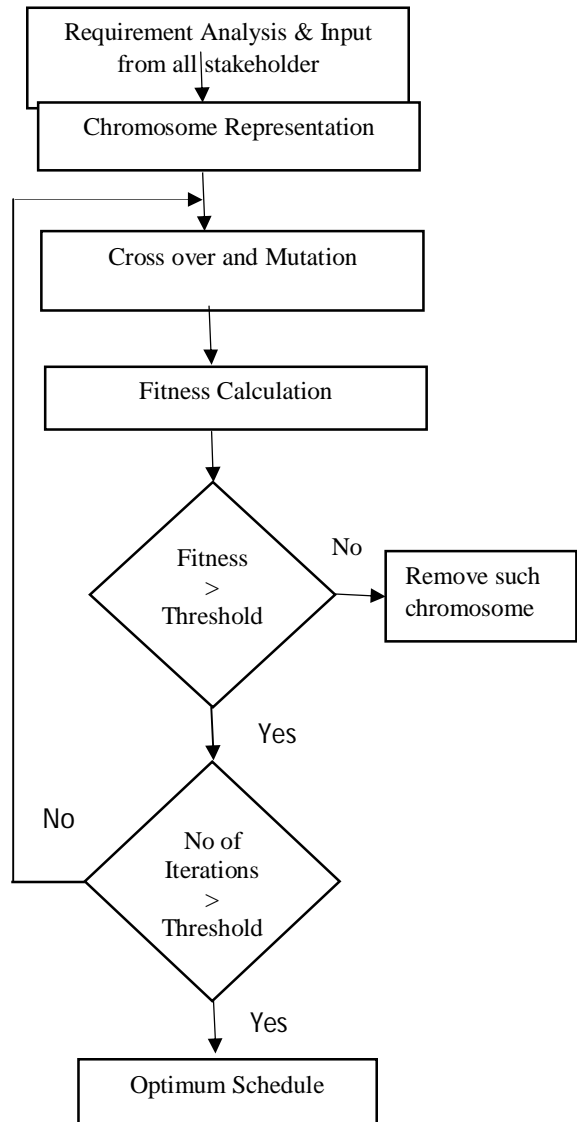 Requirement Analysis & Input
from all stakeholder
Chromosome Representation
Cross over and Mutation
Fitness Calculation
Fitness
>
Threshold
No
Remove such
chromosome
Yes
No of
Iterations
>
Threshold
No
Yes
Optimum Schedule